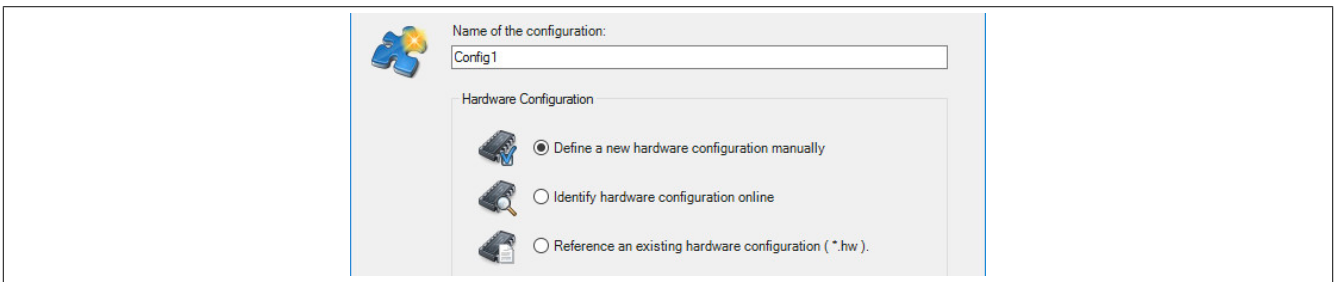 Name of the configuration:
Config1
Hardware Configuration
Define a new hardware configuration manually
Identify hardware configuration online
Reference an existing hardware configuration ( *.hw ).